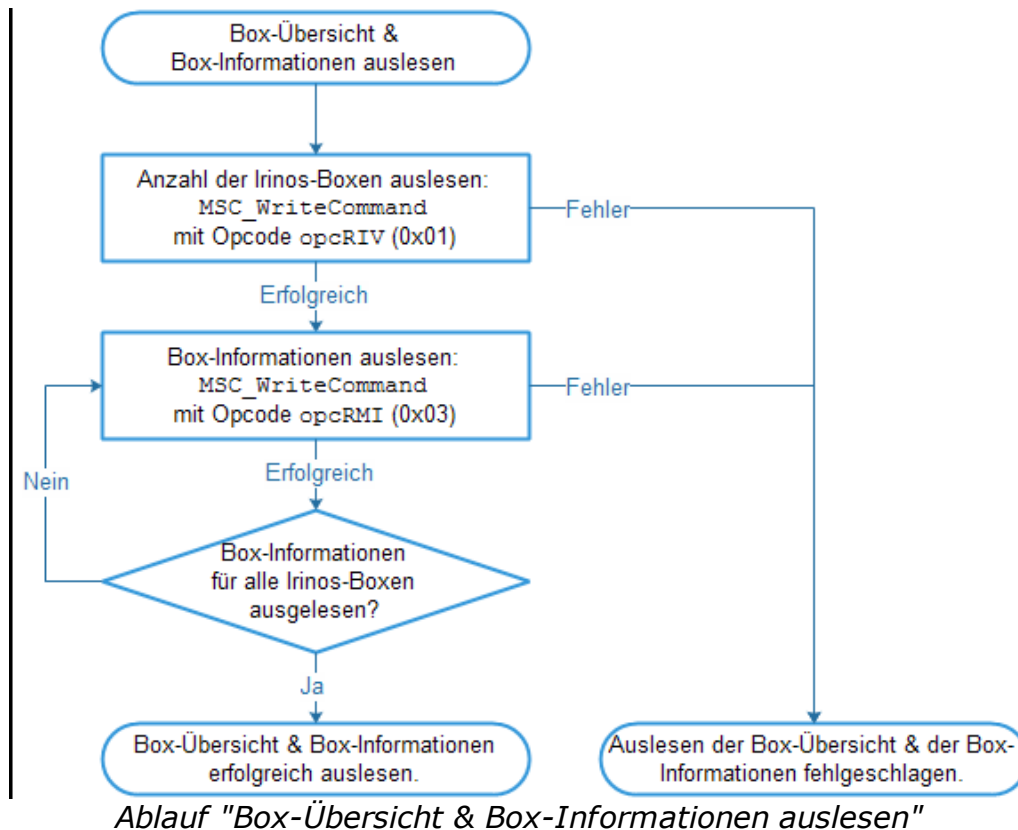 Box-Übersicht &
Box-Informationen auslesen
Anzahl der Irinos-Boxen auslesen:
MSC_WriteCommand
mit Opcode opcRIV (0x01)
Fehler
Erfolgreich
Box-Informationen auslesen:
MSC_WriteCommand
mit Opcode opcRMI (0x03)
Fehler
Erfolgreich
Nein
Box-Informationen
für alle Irinos-Boxen
ausgelesen?
Ja
Box-Übersicht & Box-Informationen
erfolgreich auslesen.
Auslesen der Box-Übersicht & der Box-
Informationen fehlgeschlagen.
Ablauf "Box-Übersicht & Box-Informationen auslesen"